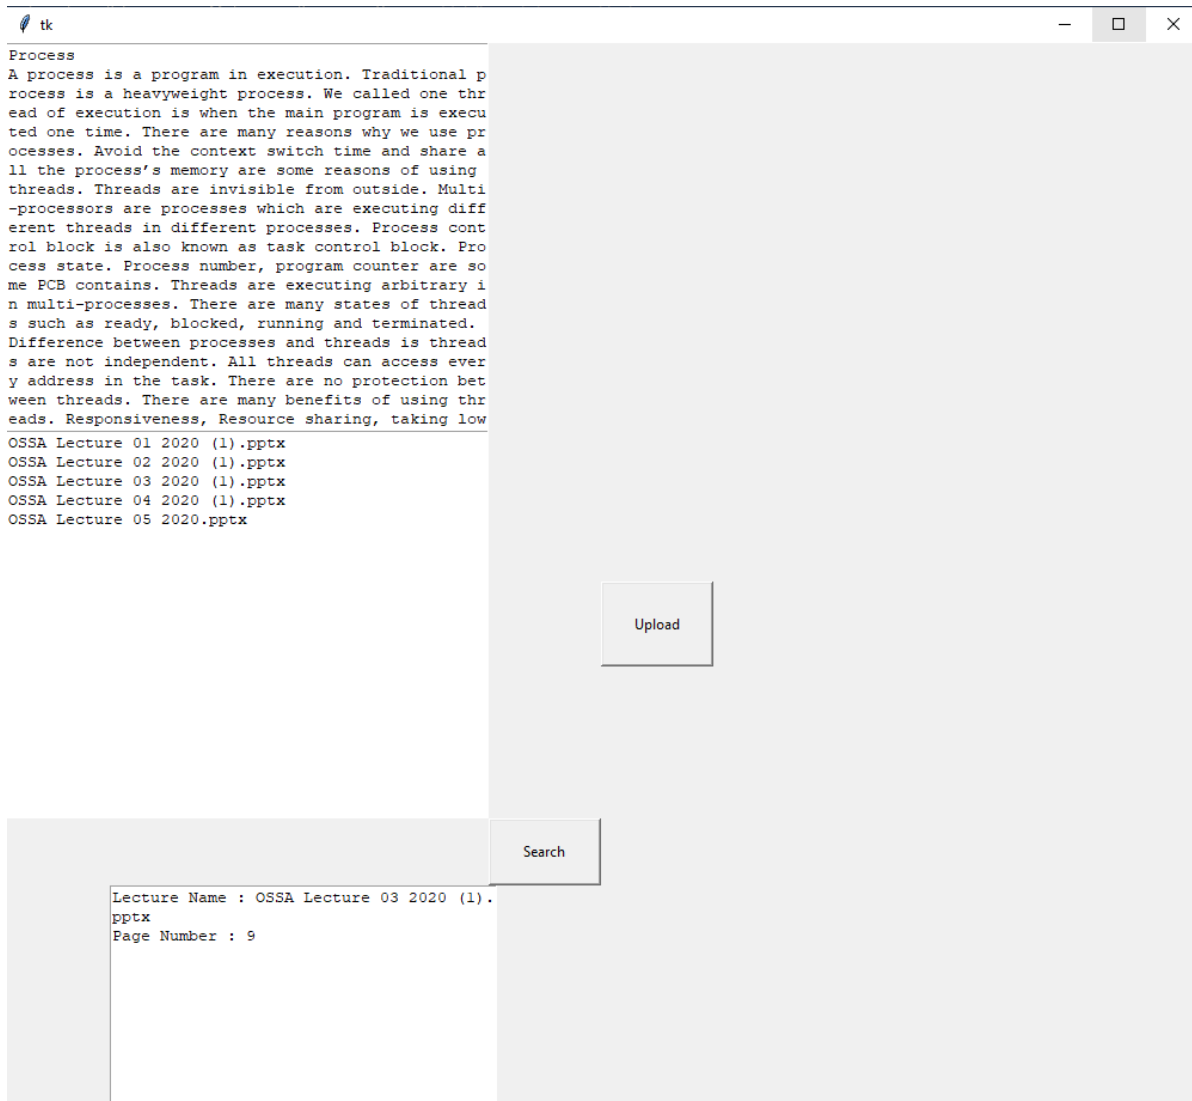 tk
Process
A process is a program in execution. Traditional p
rocess is a heavyweight process. We called one thr
ead of execution is when the main program is execu
ted one time. There are many reasons why we use pr
ocesses. Avoid the context switch time and share a
ll the process’s memory are some reasons of using
threads. Threads are invisible from outside. Multi
-processors are processes which are executing diff
erent threads in different processes. Process cont
rol block is also known as task control block. Pro
cess state. Process number, program counter are so
me PCB contains. Threads are executing arbitrary i
n multi-processes. There are many states of thread
s such as ready, blocked, running and terminated.
Difference between processes and threads is thread
s are not independent. All threads can access ever
y address in the task. There are no protection bet
ween threads. There are many benefits of using thr
eads. Responsiveness, Resource sharing, taking low
OSSA Lecture 01 2020 (1).pptx
OSSA Lecture 02 2020 (1).pptx
OSSA Lecture 03 2020 (1).pptx
OSSA Lecture 04 2020 (1).pptx
OSSA Lecture 05 2020.pptx
Upload
Search
Lecture Name : OSSA Lecture 03 2020 (1).
pptx
Page Number : 9